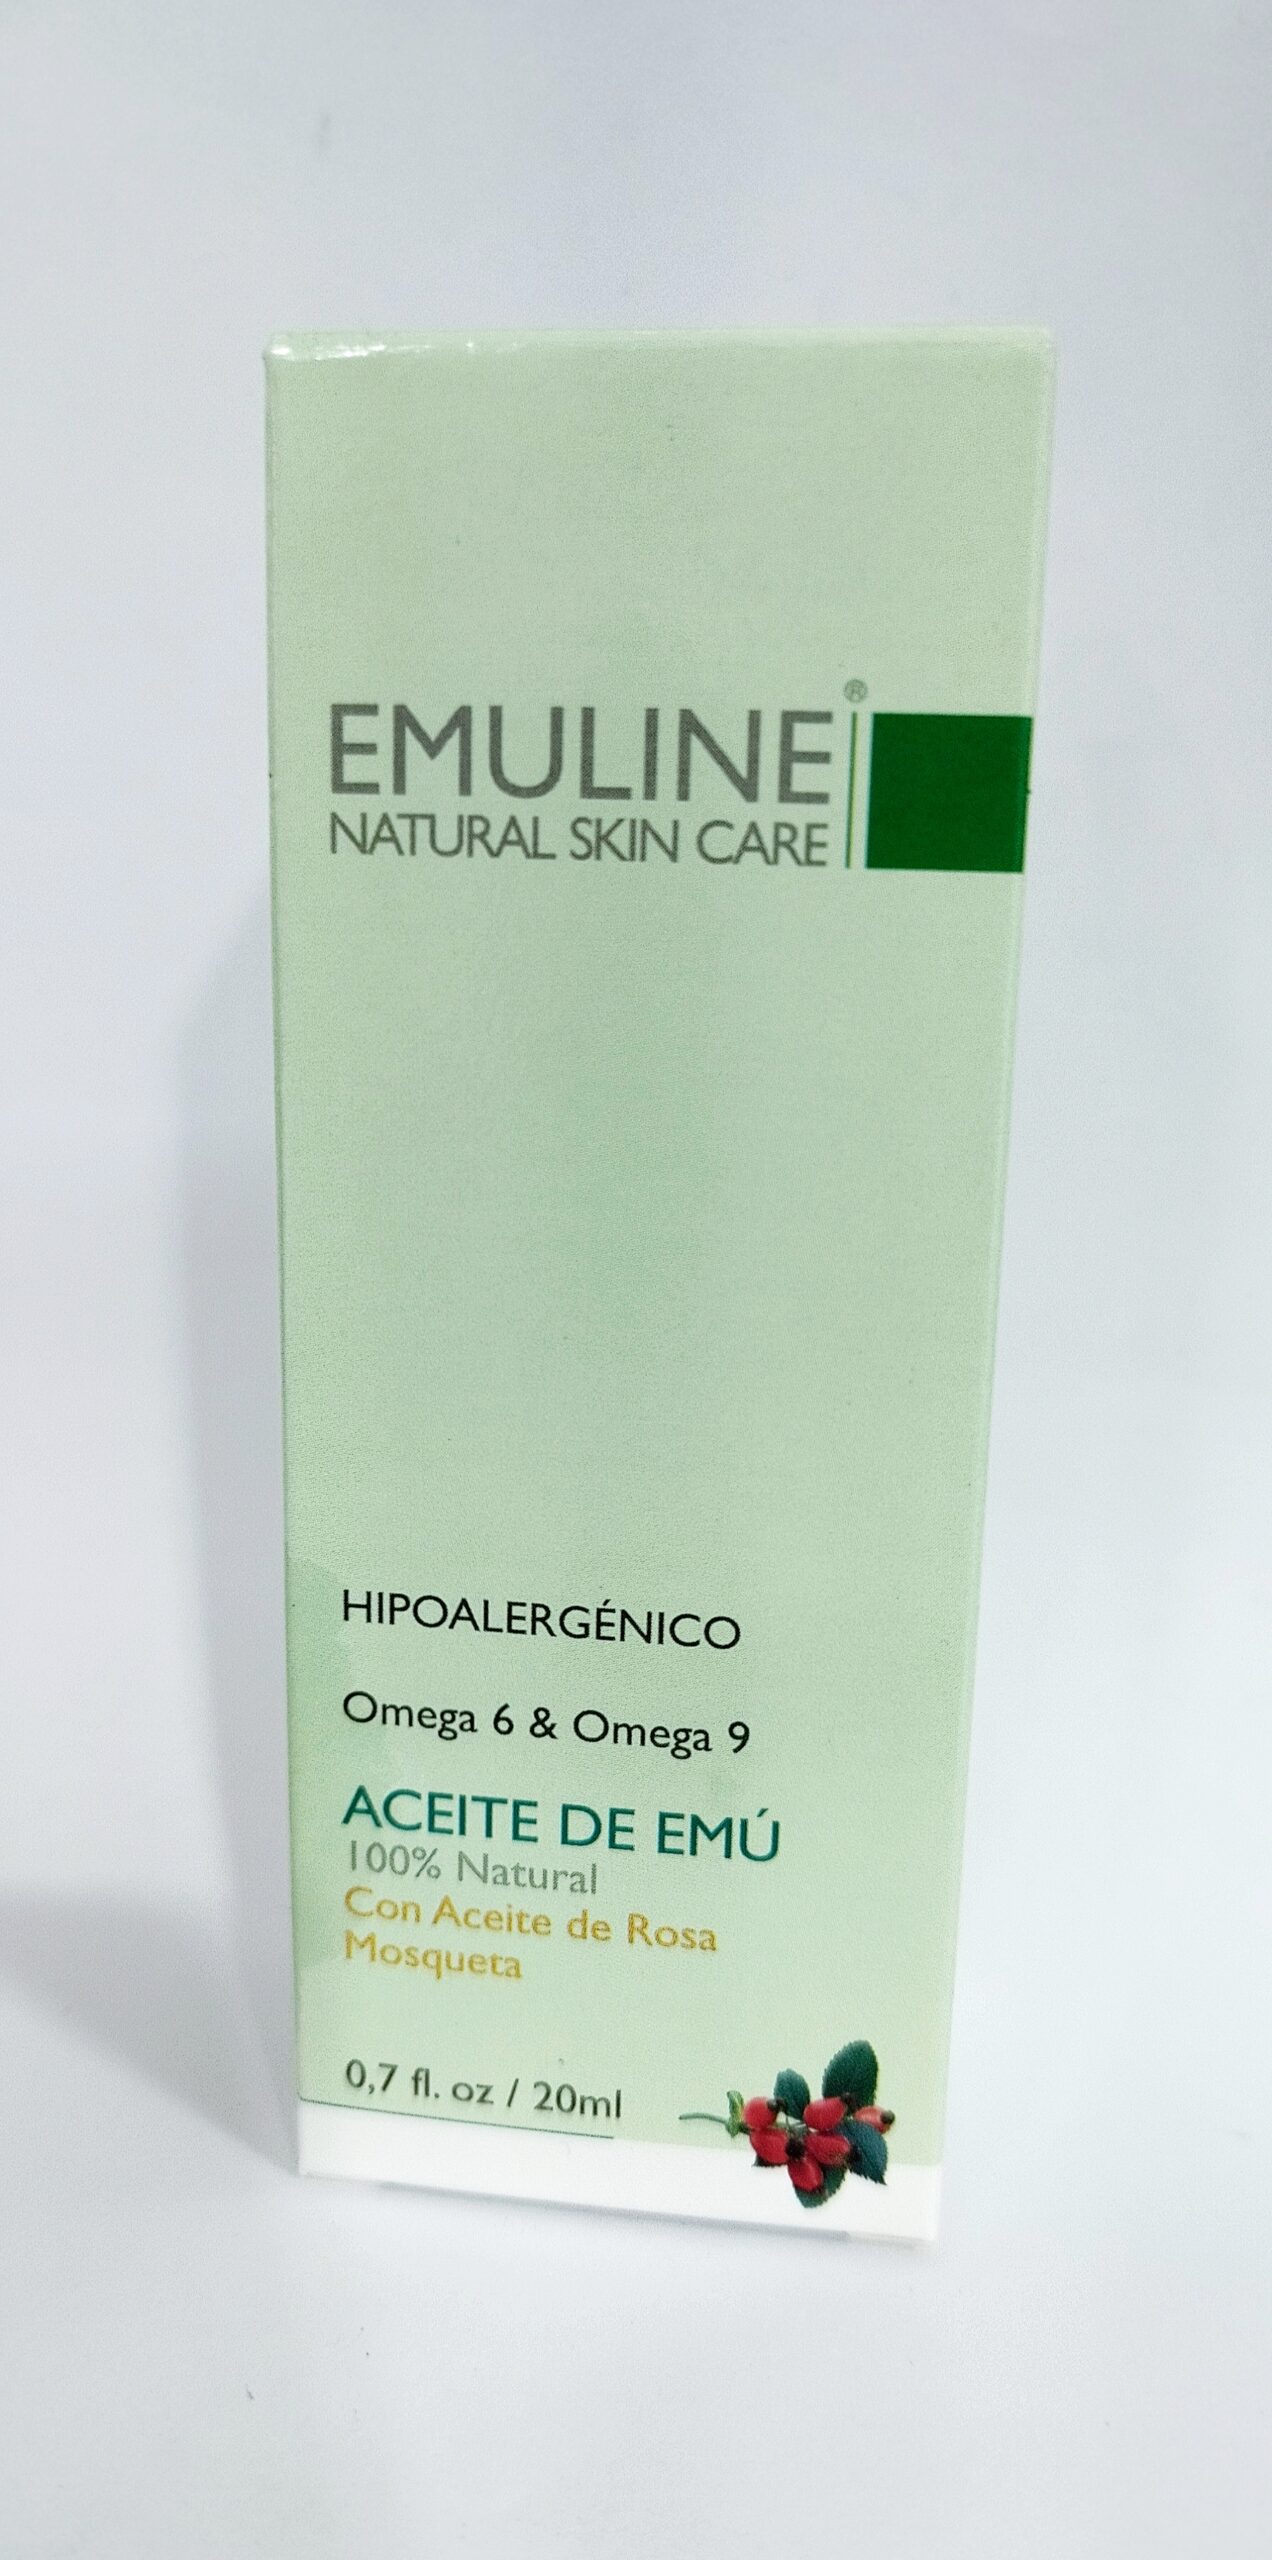 EMULINE®
NATURAL SKIN CARE
HIPOALERGÉNICO
Omega 6 & Omega 9
ACEITE DE EMÚ
100% Natural
Con Aceite de Rosa
Mosqueta
0,7 fl. oz / 20ml